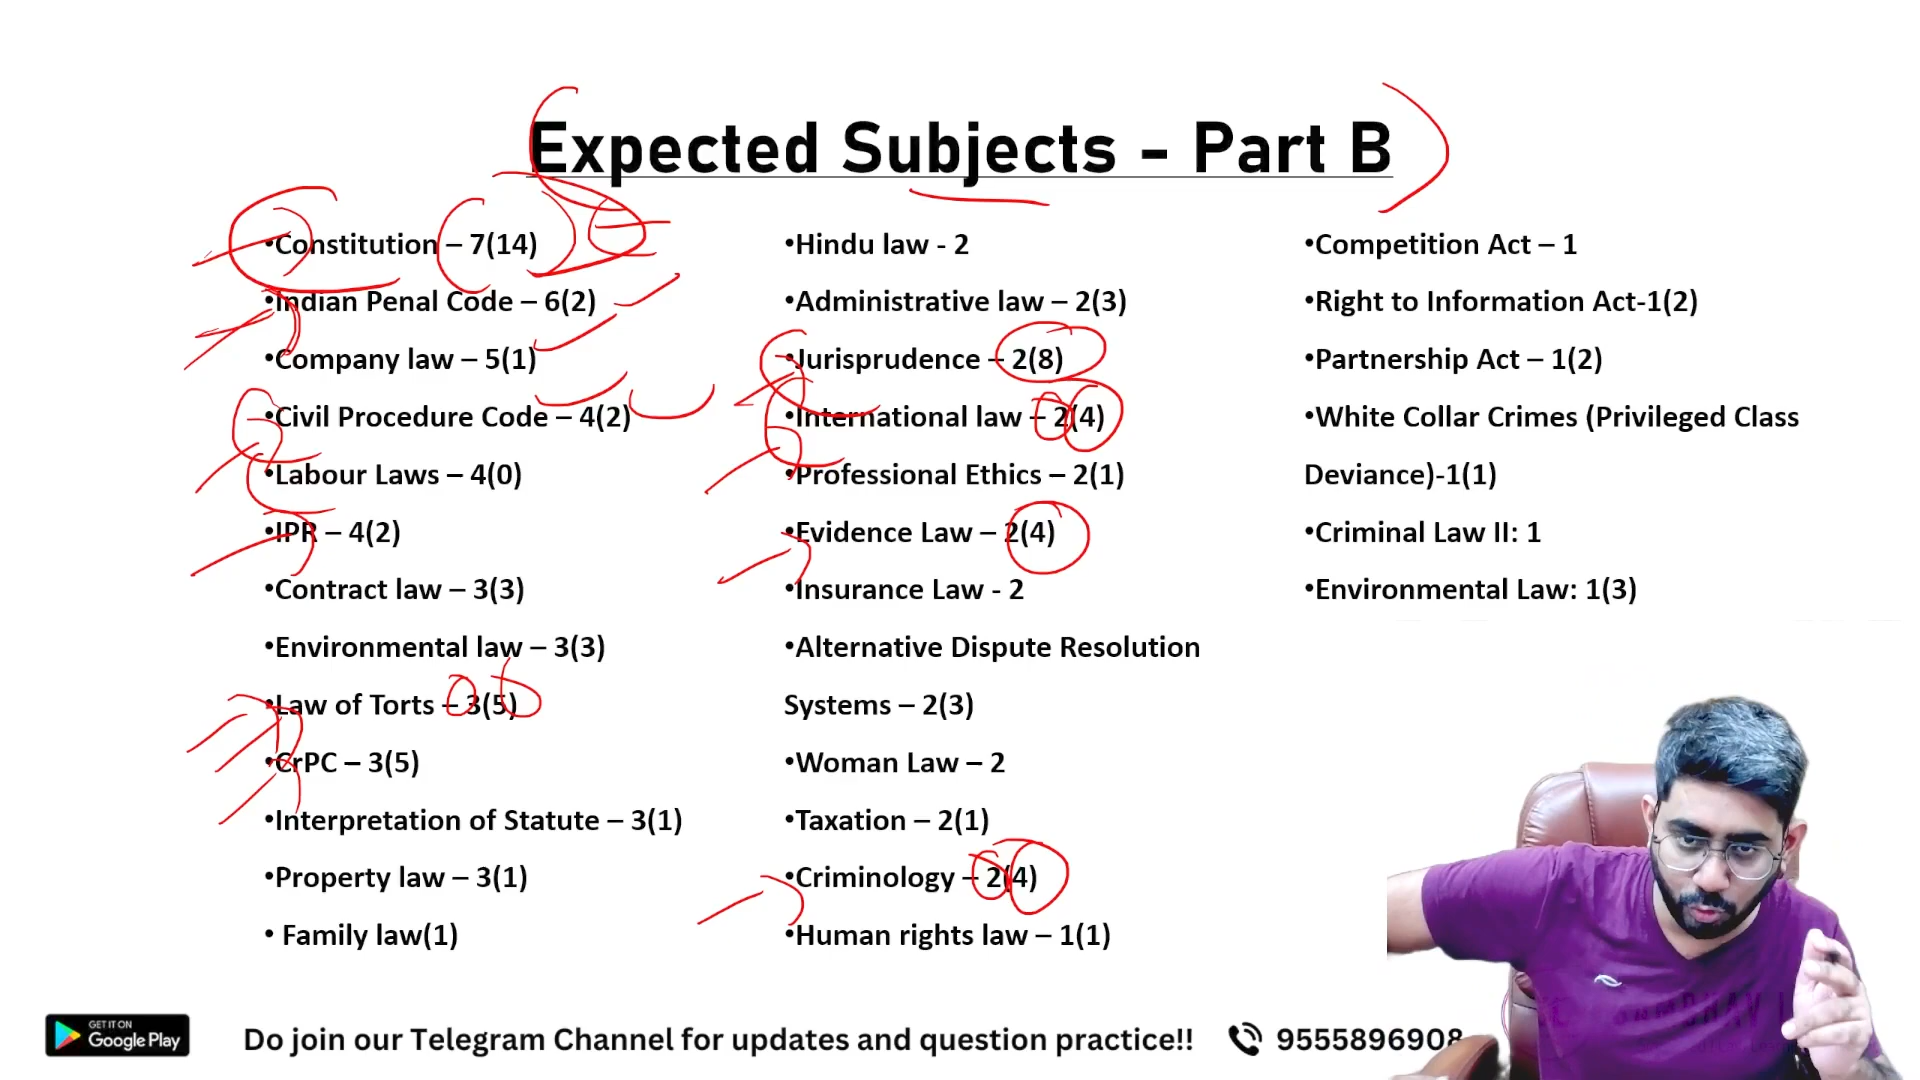 Expected Subjects - Part B
•Constitution – 7(14)
•Indian Penal Code – 6(2)
•Company law – 5(1)
•Civil Procedure Code – 4(2)
•Labour Laws – 4(0)
•IPR – 4(2)
•Contract law – 3(3)
•Environmental law – 3(3)
•Law of Torts – 3(5)
•CrPC – 3(5)
•Interpretation of Statute – 3(1)
•Property law – 3(1)
• Family law(1)
•Hindu law - 2
•Administrative law – 2(3)
•Jurisprudence – 2(8)
•International law – 2(4)
•Professional Ethics – 2(1)
•Evidence Law – 2(4)
•Insurance Law - 2
•Alternative Dispute Resolution
Systems – 2(3)
•Woman Law – 2
•Taxation – 2(1)
•Criminology – 2(4)
•Human rights law – 1(1)
•Competition Act – 1
•Right to Information Act-1(2)
•Partnership Act – 1(2)
•White Collar Crimes (Privileged Class
Deviance)-1(1)
•Criminal Law II: 1
•Environmental Law: 1(3)
GET IT ON
Google Play
Do join our Telegram Channel for updates and question practice!!
9555896908